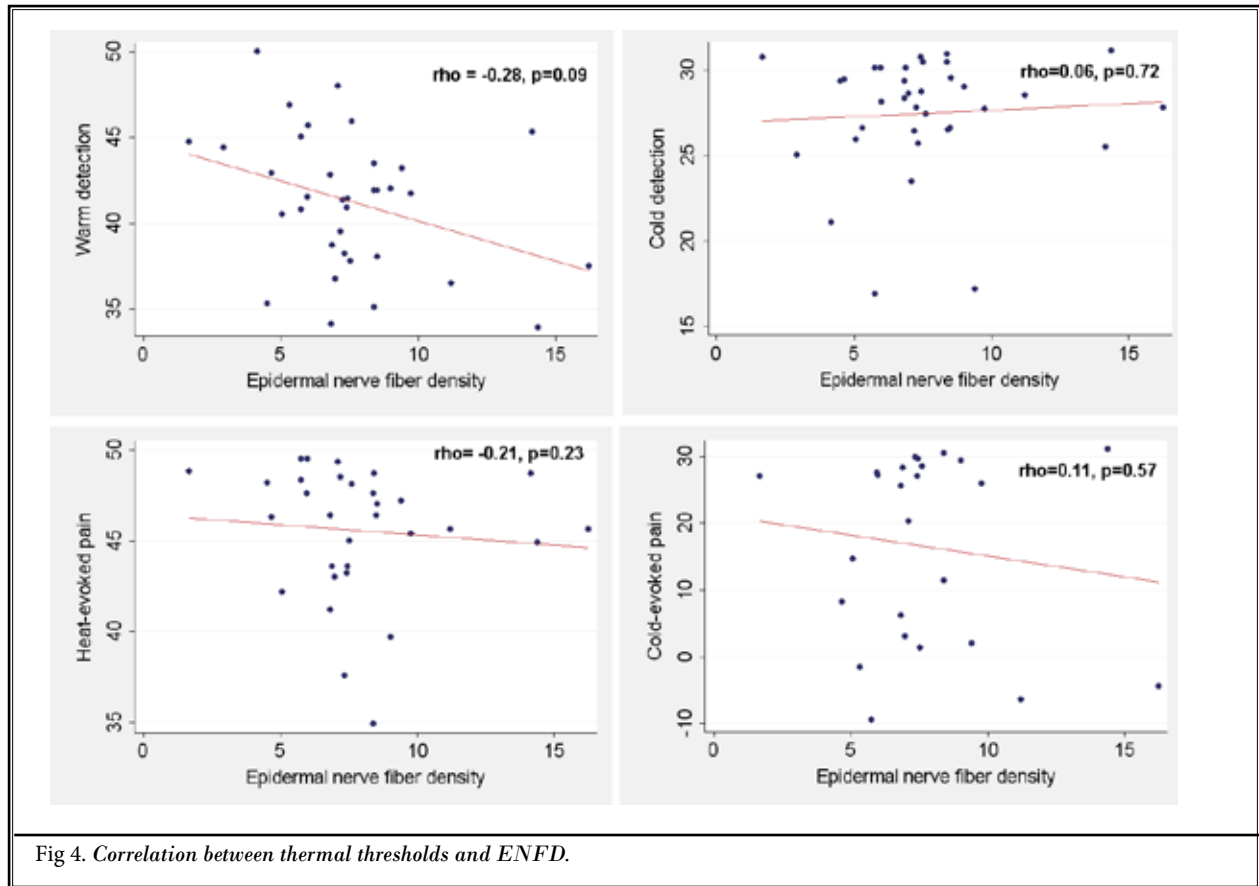 50
45
40
35
Warm detection
rho = -0.28, p=0.09
0 5 10 15
Epidermal nerve fiber density
30
25
20
15
Cold detection
rho=0.06, p=0.72
0 5 10 15
Epidermal nerve fiber density
50
45
40
35
Heat-evoked pain
rho= -0.21, p=0.23
0 5 10 15
Epidermal nerve fiber density
30
20
10
0
-10
Cold-evoked pain
rho=0.11, p=0.57
0 5 10 15
Epidermal nerve fiber density
Fig 4. Correlation between thermal thresholds and ENFD.